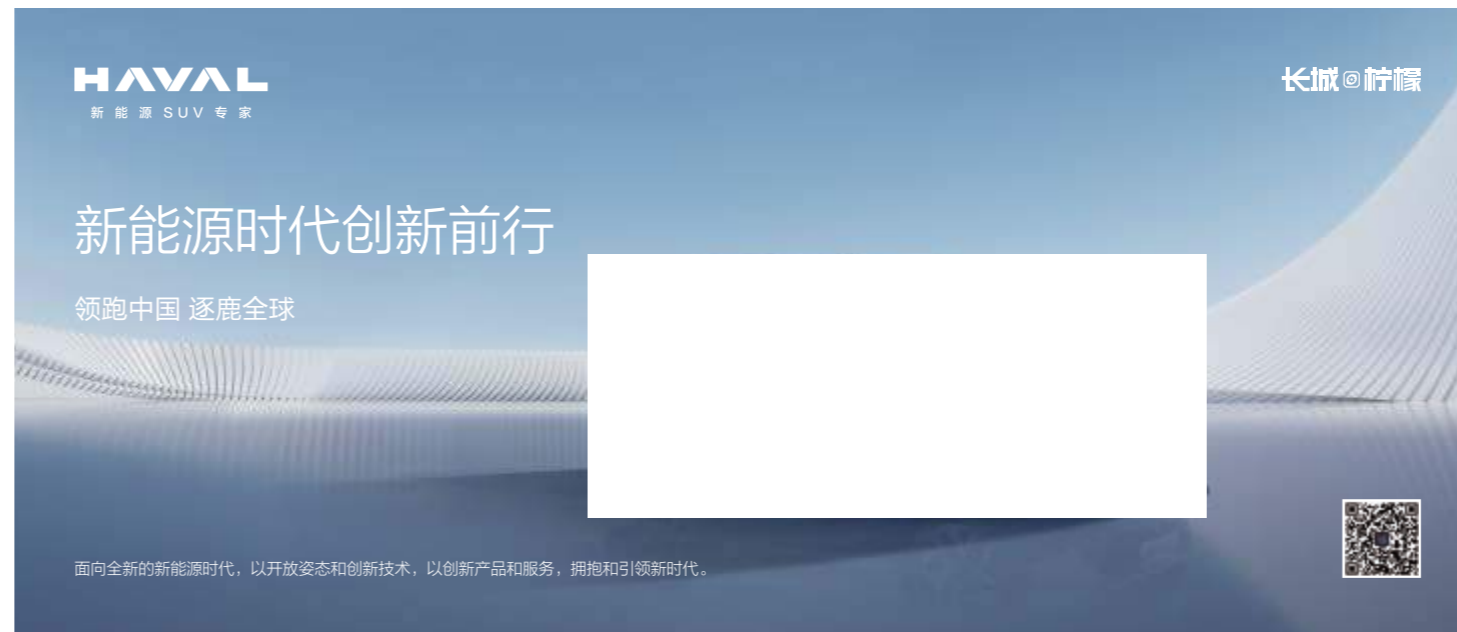 HAVAL
新能源SUV专家
长城柠檬
新能源时代创新前行
领跑中国 逐鹿全球
面向全新的新能源时代，以开放姿态和创新技术，以创新产品和服务，拥抱和引领新时代。